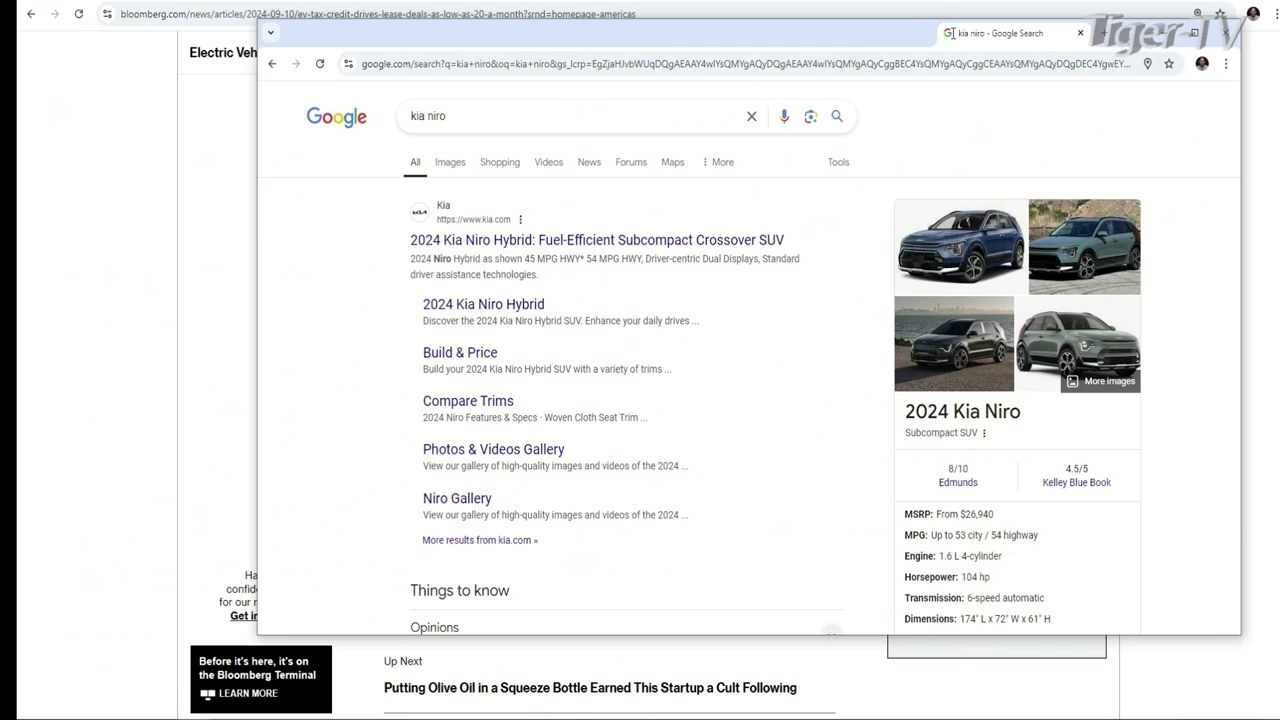 bloomberg.com/news/articles/2024-09-10/ev-tax-credit-drives-lease-deals-as-low-as-20-a-month?srnd=homepage-americas
Tiger-TV
kia niro - Google Search
google.com/search?q=kia+niro&oq=kia+niro&gs_lcrp=EgZjaHJvbWUqDQgAEAAY4wIYsQMYgAQyDQgAEAAY4wIYsQMYgAQyCggBEC4YsQMYgAQyCggCEAAYsQMYgAQyDQgDEC4YgwEY...
Electric Veh
Google
kia niro
All Images Shopping Videos News Forums Maps More Tools
Kia
https://www.kia.com
2024 Kia Niro Hybrid: Fuel-Efficient Subcompact Crossover SUV
2024 Niro Hybrid as shown 45 MPG HWY* 54 MPG HWY, Driver-centric Dual Displays, Standard
driver assistance technologies.
2024 Kia Niro Hybrid
Discover the 2024 Kia Niro Hybrid SUV. Enhance your daily drives ...
Build & Price
Build your 2024 Kia Niro Hybrid SUV with a variety of trims ...
Compare Trims
2024 Niro Features & Specs · Woven Cloth Seat Trim ...
Photos & Videos Gallery
View our gallery of high-quality images and videos of the 2024 ...
Niro Gallery
View our gallery of high-quality images and videos of the 2024 ...
More results from kia.com »
Things to know
Opinions
More images
2024 Kia Niro
Subcompact SUV
8/10 4.5/5
Edmunds Kelley Blue Book
MSRP: From $26,940
MPG: Up to 53 city / 54 highway
Engine: 1.6 L 4-cylinder
Horsepower: 104 hp
Transmission: 6-speed automatic
Dimensions: 174" L x 72" W x 61" H
Ha
confide
for our r
Get in
Before it's here, it's on
the Bloomberg Terminal
LEARN MORE
Up Next
Putting Olive Oil in a Squeeze Bottle Earned This Startup a Cult Following